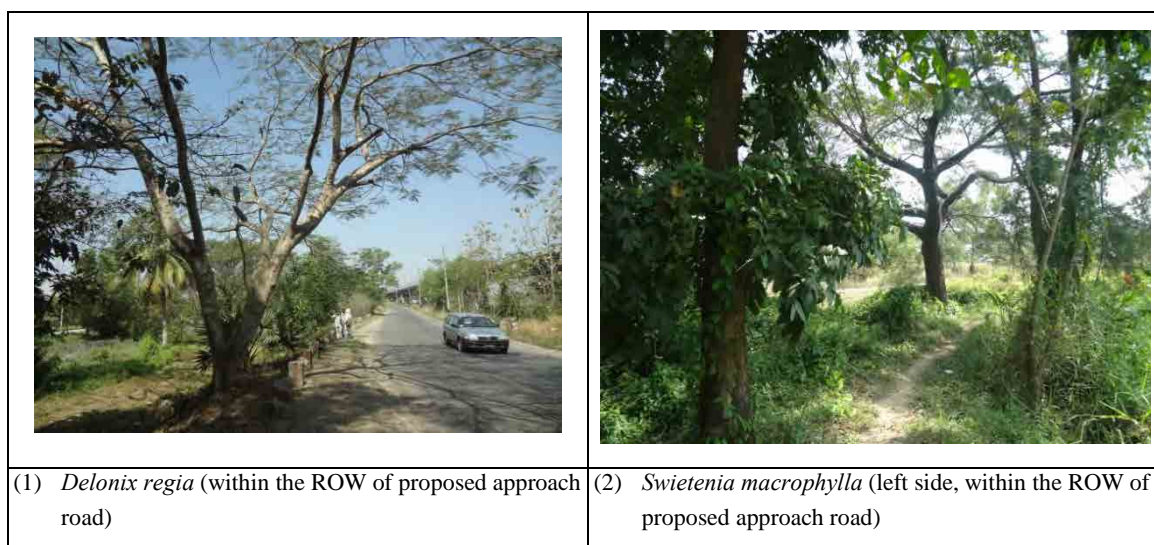 (1) Delonix regia (within the ROW of proposed approach
road)
(2) Swietenia macrophylla (left side, within the ROW of
proposed approach road)